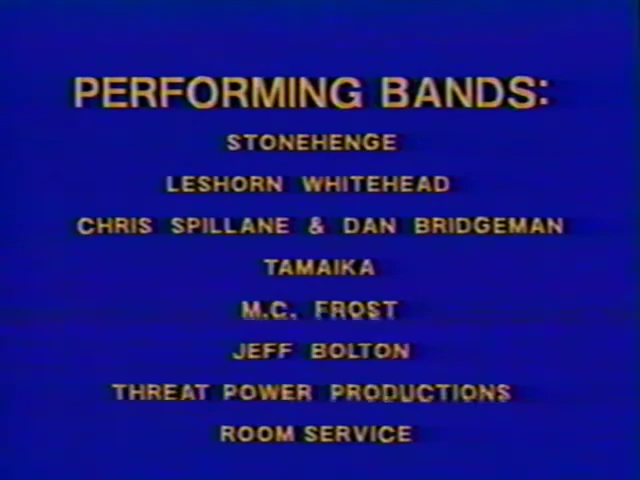 PERFORMING BANDS:
STONEHENGE
LESHORN WHITEHEAD
CHRIS SPILLANE & DAN BRIDGEMAN
TAMAIKA
M.C. FROST
JEFF BOLTON
THREAT POWER PRODUCTIONS
ROOM SERVICE